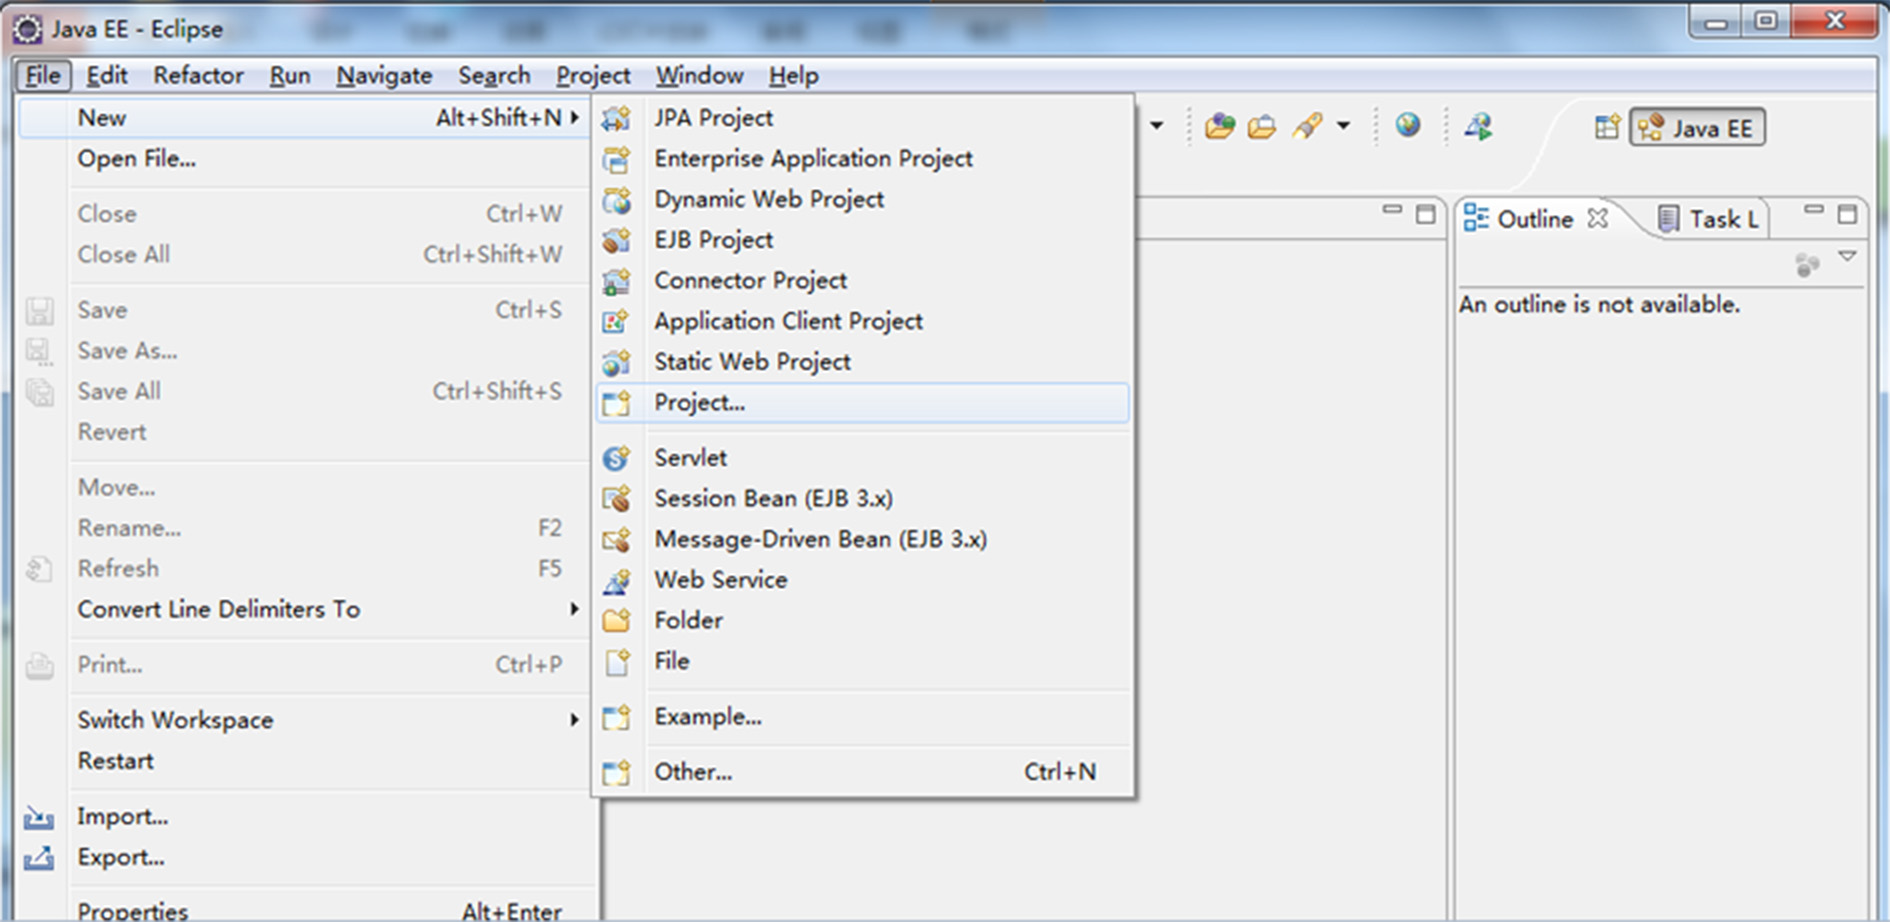 Java EE - Eclipse
File Edit Refactor Run Navigate Search Project Window Help
New Alt+Shift+N
Open File...
Close Ctrl+W
Close All Ctrl+Shift+W
Save Ctrl+S
Save As...
Save All Ctrl+Shift+S
Revert
Move...
Rename... F2
Refresh F5
Convert Line Delimiters To
Print... Ctrl+P
Switch Workspace
Restart
Import...
Export...
Properties Alt+Enter
JPA Project
Enterprise Application Project
Dynamic Web Project
EJB Project
Connector Project
Application Client Project
Static Web Project
Project...
Servlet
Session Bean (EJB 3.x)
Message-Driven Bean (EJB 3.x)
Web Service
Folder
File
Example...
Other... Ctrl+N
Java EE
Outline Task L
An outline is not available.